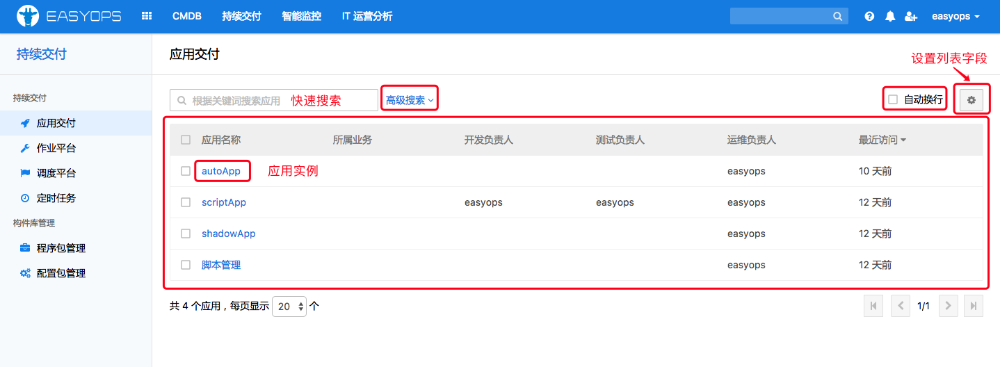 EASYOPS CMDB 持续交付 智能监控 IT 运营分析 easyops
持续交付 应用交付
设置列表字段
持续交付
根据关键词搜索应用 快速搜索 高级搜索 自动换行
应用交付
作业平台
调度平台
定时任务
构件库管理
程序包管理
配置包管理
应用名称 所属业务 开发负责人 测试负责人 运维负责人 最近访问
autoApp 应用实例 easyops 10 天前
scriptApp easyops easyops easyops 12 天前
shadowApp easyops 12 天前
脚本管理 easyops 12 天前
共 4 个应用，每页显示 20 个 1/1